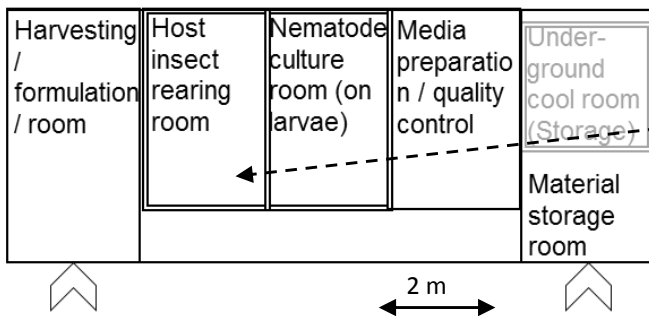 Harvesting
/
formulation
/ room
Host
insect
rearing
room
Nematode
culture
room (on
larvae)
Media
preparatio
n / quality
control
Under-
ground
cool room
(Storage)
Material
storage
room
2 m